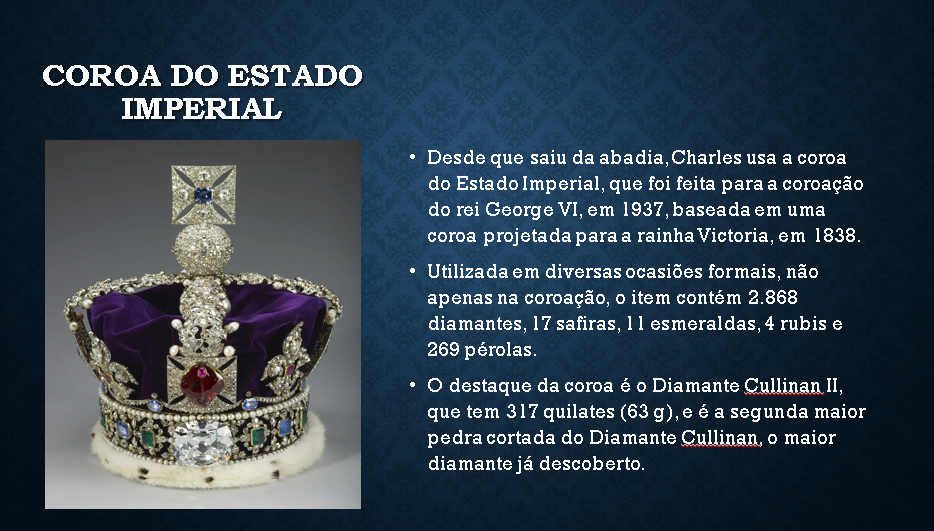 COROA DO ESTADO
IMPERIAL
• Desde que saiu da abadia, Charles usa a coroa
do Estado Imperial, que foi feita para a coroação
do rei George VI, em 1937, baseada em uma
coroa projetada para a rainha Victoria, em 1838.
• Utilizada em diversas ocasiões formais, não
apenas na coroação, o item contém 2.868
diamantes, 17 safiras, 11 esmeraldas, 4 rubis e
269 pérolas.
• O destaque da coroa é o Diamante Cullinan II,
que tem 317 quilates (63 g), e é a segunda maior
pedra cortada do Diamante Cullinan, o maior
diamante já descoberto.